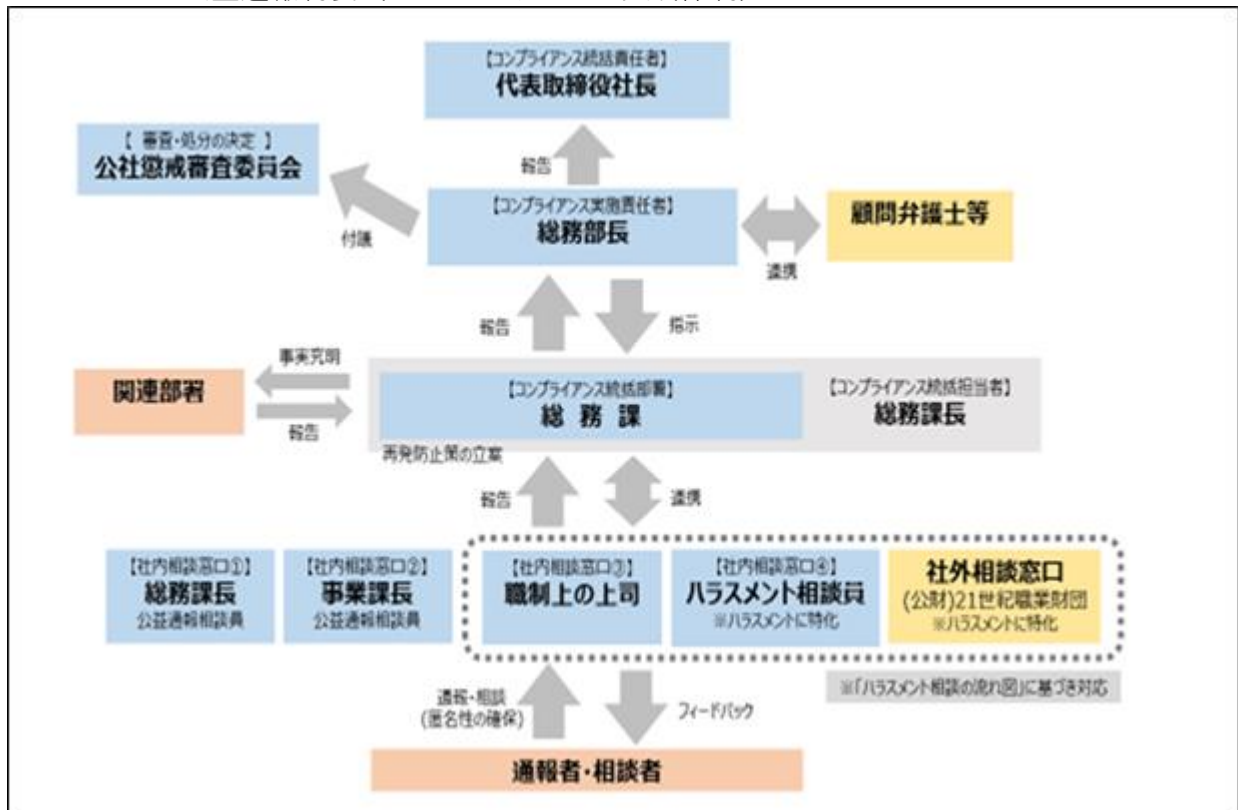 【コンプライアンス統括責任者】
代表取締役社長
【 審査・処分の決定 】
公社懲戒審査委員会
報告
【コンプライアンス実施責任者】
総務部長
顧問弁護士等
付議
連携
報告
指示
事実究明
関連部署
報告
【コンプライアンス統括部署】
総 務 課
【コンプライアンス統括担当者】
総務課長
再発防止策の立案
報告
連携
【社内相談窓口①】
総務課長
公益通報相談員
【社内相談窓口②】
事業課長
公益通報相談員
【社内相談窓口③】
職制上の上司
【社内相談窓口④】
ハラスメント相談員
※ハラスメントに特化
社外相談窓口
(公財)21世紀職業財団
※ハラスメントに特化
※「ハラスメント相談の流れ図」に基づき対応
通報・相談
(匿名性の確保)
フィードバック
通報者・相談者